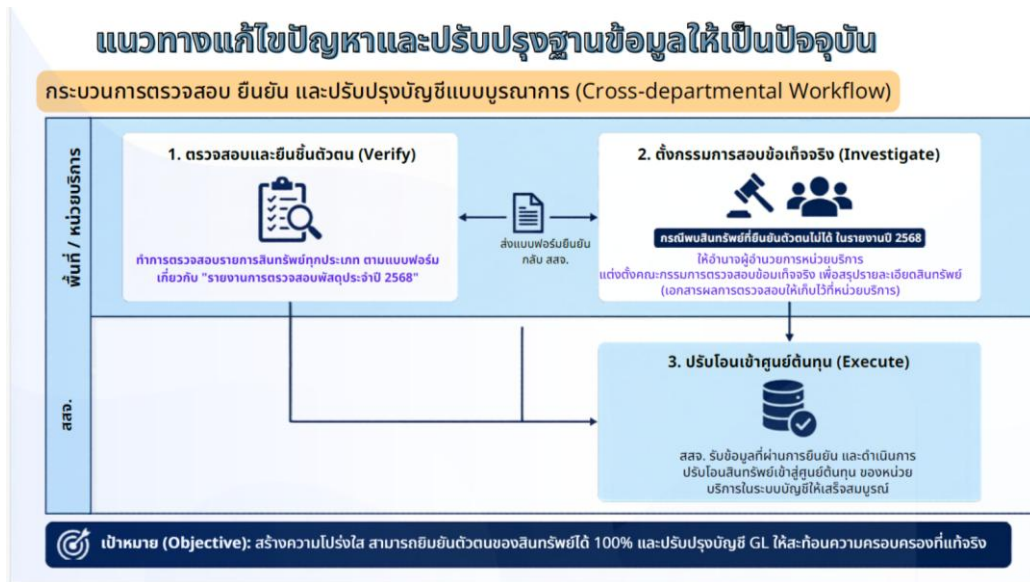 แนวทางแก้ไขปัญหาและปรับปรุงฐานข้อมูลให้เป็นปัจจุบัน
กระบวนการตรวจสอบ ยืนยัน และปรับปรุงบัญชีแบบบูรณาการ (Cross-departmental Workflow)
พื้นที่ / หน่วยบริการ
1. ตรวจสอบและยืนชิ้นตัวตน (Verify)
ทำการตรวจสอบรายการสินทรัพย์ทุกประเภท ตามแบบฟอร์ม
เกี่ยวกับ "รายงานการตรวจสอบพัสดุประจำปี 2568"
ส่งแบบฟอร์มยืนยัน
กลับ สสจ.
2. ตั้งกรรมการสอบข้อเท็จจริง (Investigate)
กรณีพบสินทรัพย์ที่ยืนยันตัวตนไม่ได้ ในรายงานปี 2568
ให้อำนาจผู้อำนวยการหน่วยบริการ
แต่งตั้งคณะกรรมการตรวจสอบข้อมเท็จจริง เพื่อสรุปรายละเอียดสินทรัพย์
(เอกสารผลการตรวจสอบให้เก็บไว้ที่หน่วยบริการ)
สสจ.
3. ปรับโอนเข้าศูนย์ต้นทุน (Execute)
สสจ. รับข้อมูลที่ผ่านการยืนยัน และดำเนินการ
ปรับโอนสินทรัพย์เข้าสู่ศูนย์ต้นทุน ของหน่วย
บริการในระบบบัญชีให้เสร็จสมบูรณ์
เป้าหมาย (Objective): สร้างความโปร่งใส สามารถยิมยันตัวตนของสินทรัพย์ได้ 100% และปรับปรุงบัญชี GL ให้สะท้อนความครอบครองที่แท้จริง